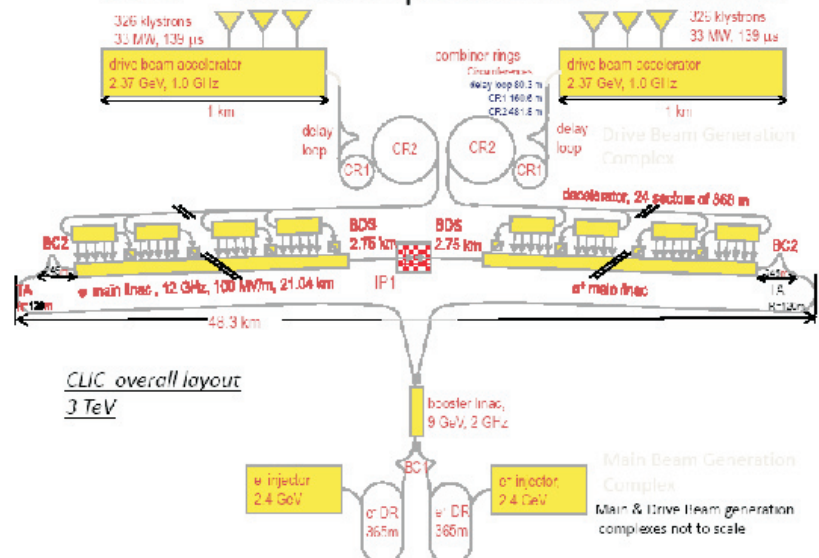 326 klystrons
33 MW, 139 µs
drive beam accelerator
2.37 GeV, 1.0 GHz
1 km
combiner rings
Circumferences
delay loop 80.3 m
CR1 160.6 m
CR2 481.8 m
326 klystrons
33 MW, 139 µs
drive beam accelerator
2.37 GeV, 1.0 GHz
1 km
delay
loop
CR1
CR2
CR2
CR1
delay
loop
Drive Beam Generation
Complex
decelerator, 24 sectors of 868 m
BC2
BDS
2.75 km
BDS
2.75 km
BC2
245m
245m
IP1
TA
R=120m
e- main linac, 12 GHz, 100 MV/m, 21.04 km
e+ main linac
TA
R=120m
48.3 km
CLIC overall layout
3 TeV
booster linac,
9 GeV, 2 GHz
BC1
e- injector
2.4 GeV
e+ injector,
2.4 GeV
e- DR
365m
e+ DR
365m
Main Beam Generation
Complex
Main & Drive Beam generation
complexes not to scale